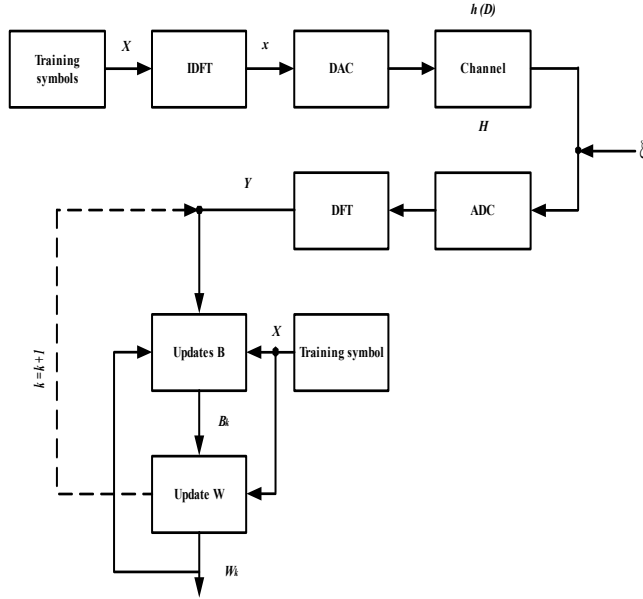 h (D)
X
x
Training
symbols
IDFT
DAC
Channel
H
ξ
Y
DFT
ADC
X
Updates B
Training symbol
k = k+1
Bk
Update W
Wk